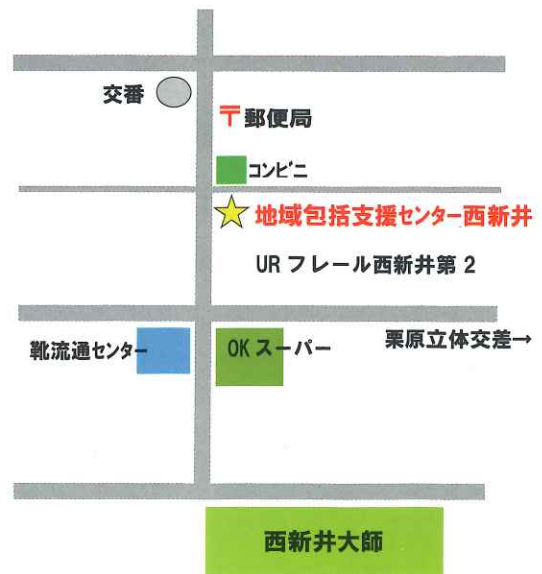 交番
〒郵便局
コンビニ
地域包括支援センター西新井
UR フレール西新井第 2
靴流通センター
OK スーパー
栗原立体交差→
西新井大師